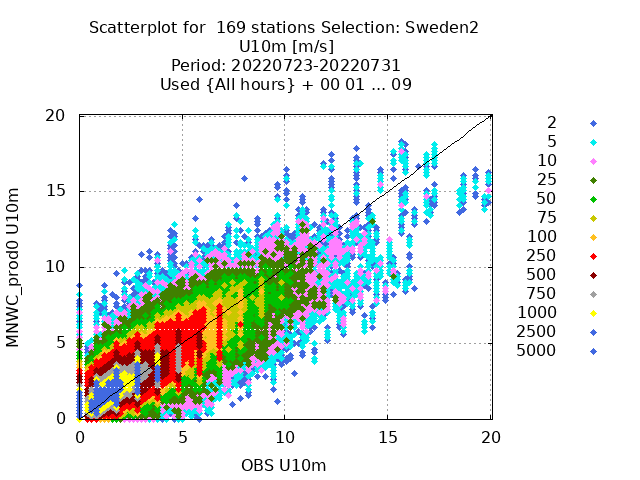 Scatterplot for  169 stations Selection: Sweden2
U10m [m/s]
Period: 20220723-20220731
Used {All hours} + 00 01 ... 09
20
15
10
5
0
MNWC_prod0 U10m
0 5 10 15 20
OBS U10m
2
5
10
25
50
75
100
250
500
750
1000
2500
5000